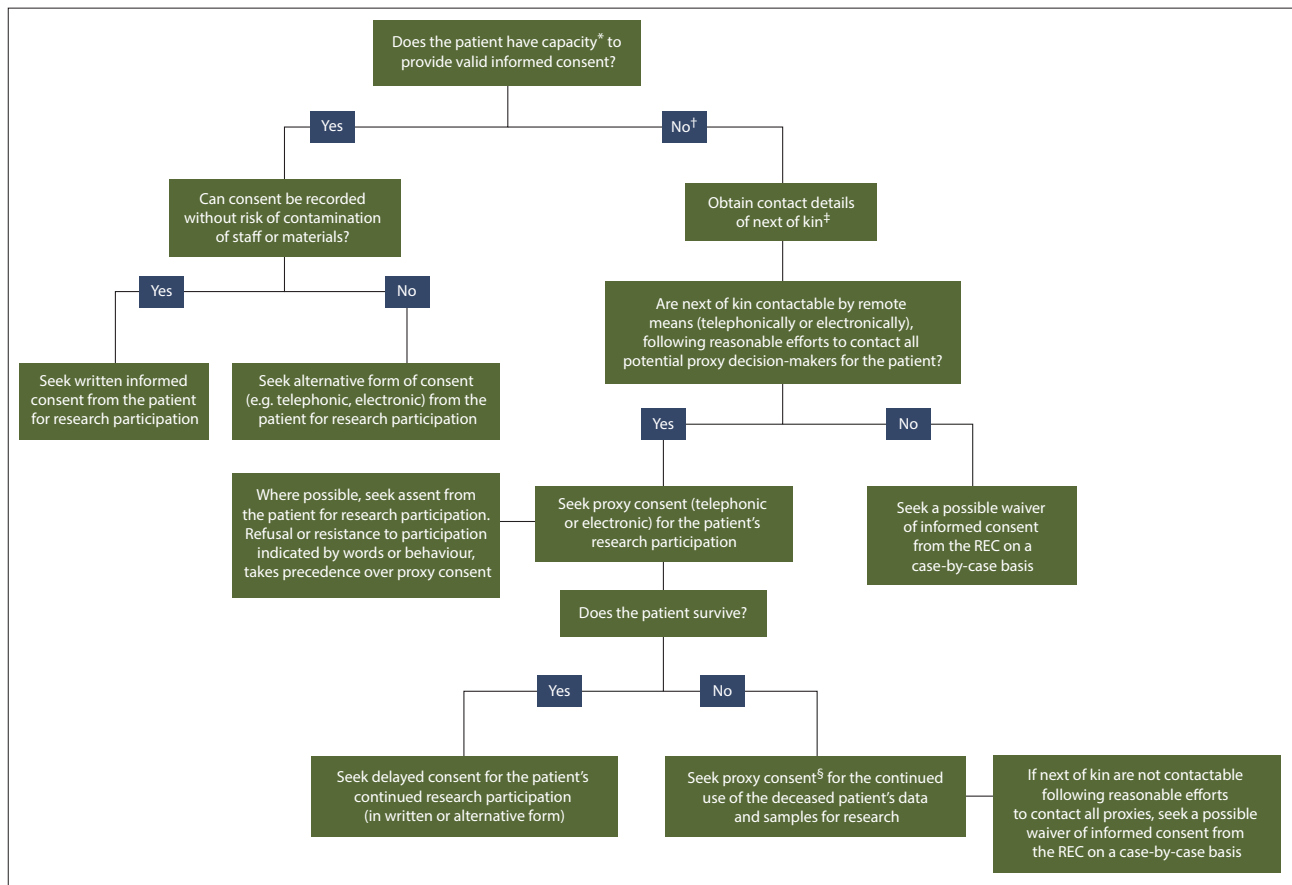 Does the patient have capacity* to
provide valid informed consent?
Yes
No†
Can consent be recorded
without risk of contamination
of staff or materials?
Obtain contact details
of next of kin‡
Yes
No
Are next of kin contactable by remote
means (telephonically or electronically),
following reasonable efforts to contact all
potential proxy decision-makers for the patient?
Seek written informed
consent from the patient
for research participation
Seek alternative form of consent
(e.g. telephonic, electronic) from the
patient for research participation
Yes
No
Where possible, seek assent from
the patient for research participation.
Refusal or resistance to participation
indicated by words or behaviour,
takes precedence over proxy consent
Seek proxy consent (telephonic
or electronic) for the patient's
research participation
Seek a possible waiver
of informed consent
from the REC on a
case-by-case basis
Does the patient survive?
Yes
No
Seek delayed consent for the patient's
continued research participation
(in written or alternative form)
Seek proxy consent§ for the continued
use of the deceased patient's data
and samples for research
If next of kin are not contactable
following reasonable efforts
to contact all proxies, seek a possible
waiver of informed consent from
the REC on a case-by-case basis